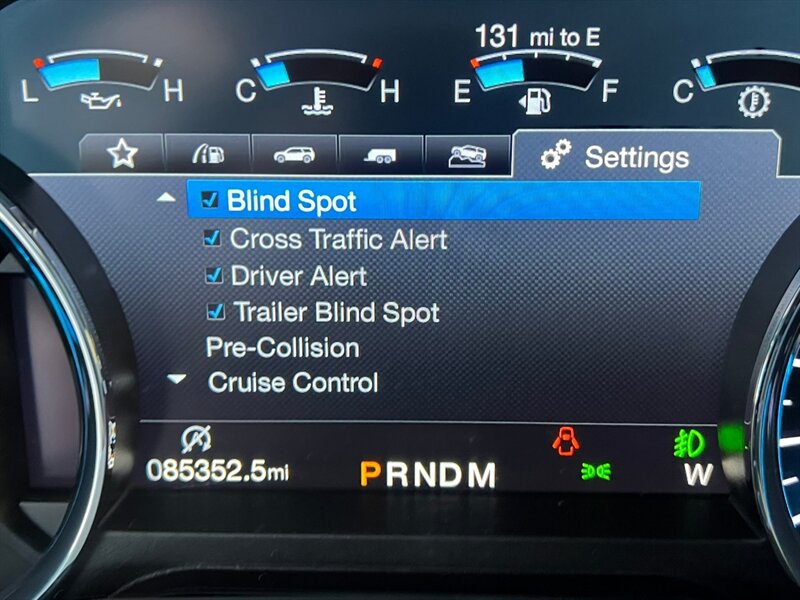 131 mi to E
L H C H E F C
Settings
Blind Spot
Cross Traffic Alert
Driver Alert
Trailer Blind Spot
Pre-Collision
Cruise Control
085352.5mi
PRNDM
W